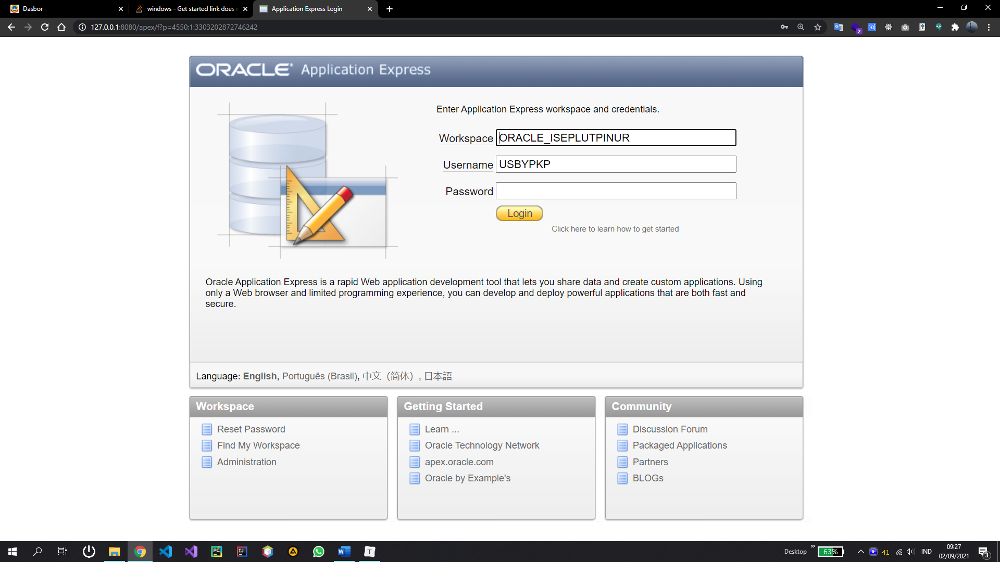 Dasbor
windows - Get started link does
Application Express Login
127.0.0.1:8080/apex/f?p=4550:1:3303202872746242
2
ORACLE Application Express
Enter Application Express workspace and credentials.
Workspace ORACLE_ISEPLUTPINUR
Username USBYPKP
Password
Login
Click here to learn how to get started
Oracle Application Express is a rapid Web application development tool that lets you share data and create custom applications. Using
only a Web browser and limited programming experience, you can develop and deploy powerful applications that are both fast and
secure.
Language: English, Português (Brasil), 中文（简体）, 日本語
Workspace
Reset Password
Find My Workspace
Administration
Getting Started
Learn ...
Oracle Technology Network
apex.oracle.com
Oracle by Example's
Community
Discussion Forum
Packaged Applications
Partners
BLOGs
PC
IJ
W
T
Desktop
63%
41
IND
09:27
02/09/2021
3